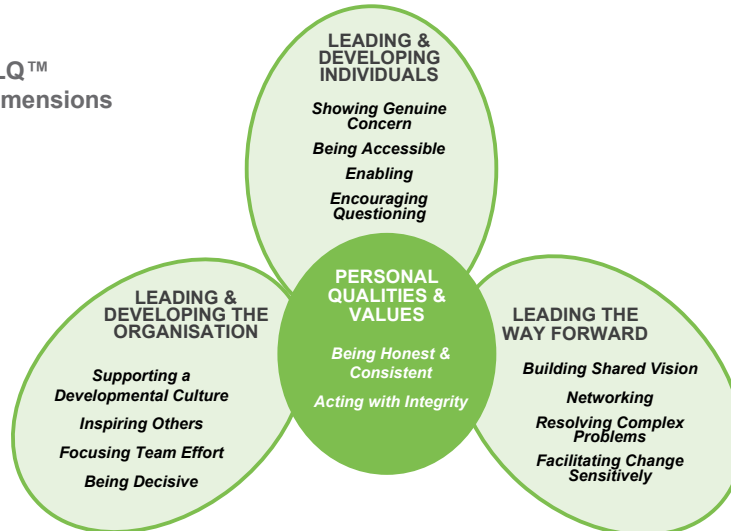 LQ™
mensions
LEADING &
DEVELOPING
INDIVIDUALS
Showing Genuine
Concern
Being Accessible
Enabling
Encouraging
Questioning
PERSONAL
QUALITIES &
VALUES
Being Honest &
Consistent
Acting with Integrity
LEADING &
DEVELOPING THE
ORGANISATION
Supporting a
Developmental Culture
Inspiring Others
Focusing Team Effort
Being Decisive
LEADING THE
WAY FORWARD
Building Shared Vision
Networking
Resolving Complex
Problems
Facilitating Change
Sensitively